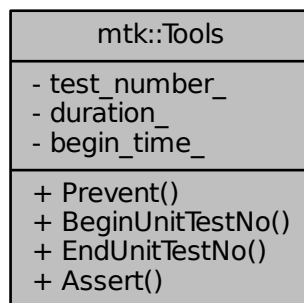 mtk::Tools
- test_number_
- duration_
- begin_time_
+ Prevent()
+ BeginUnitTestNo()
+ EndUnitTestNo()
+ Assert()